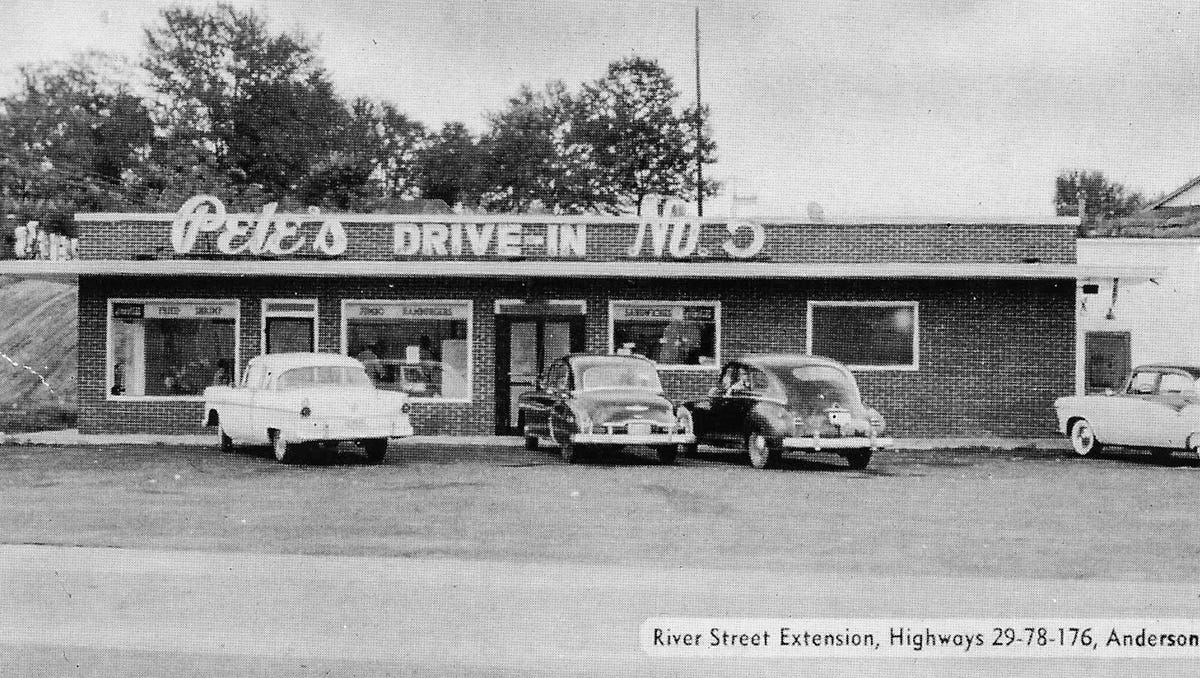 Pete's DRIVE-IN No. 5
FRIED SHRIMP
JUMBO HAMBURGERS
SANDWICHES
River Street Extension, Highways 29-78-176, Anderson